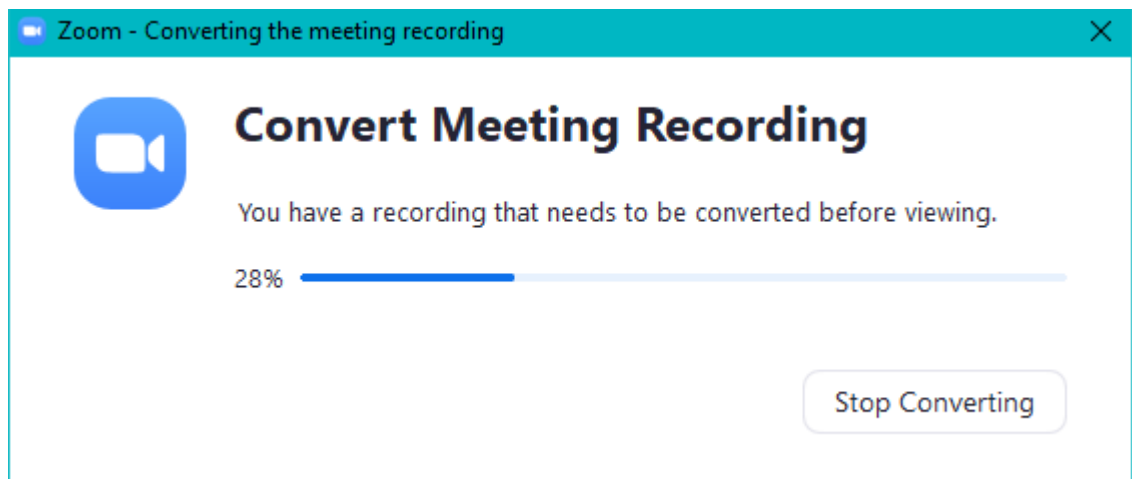 Zoom - Converting the meeting recording
Convert Meeting Recording
You have a recording that needs to be converted before viewing.
28%
Stop Converting